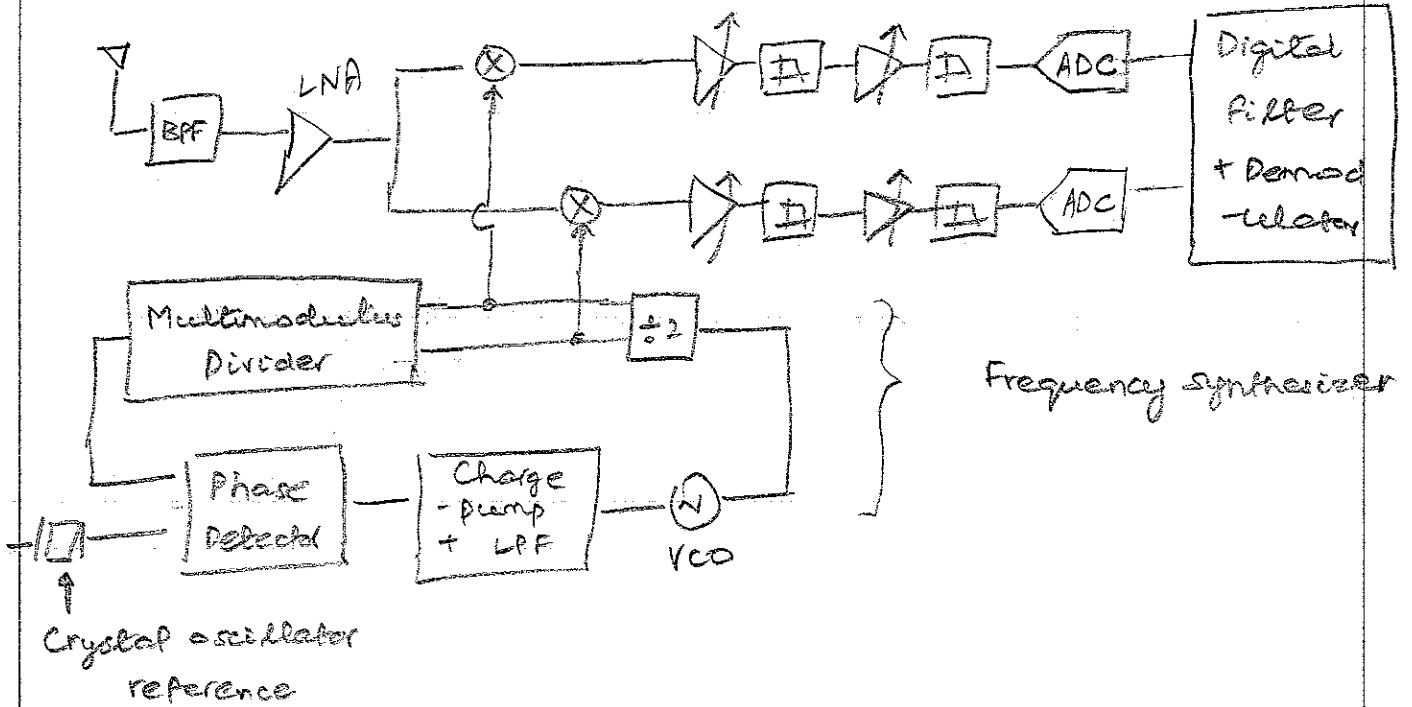 LNA
BPF
X
ADC
Digital
Filter
+ Demod
-ulator
X
ADC
Multimodulus
Divider
÷2
Frequency synthesizer
Phase
Detector
Charge
-pump
+ LPF
VCO
Crystal oscillator
reference